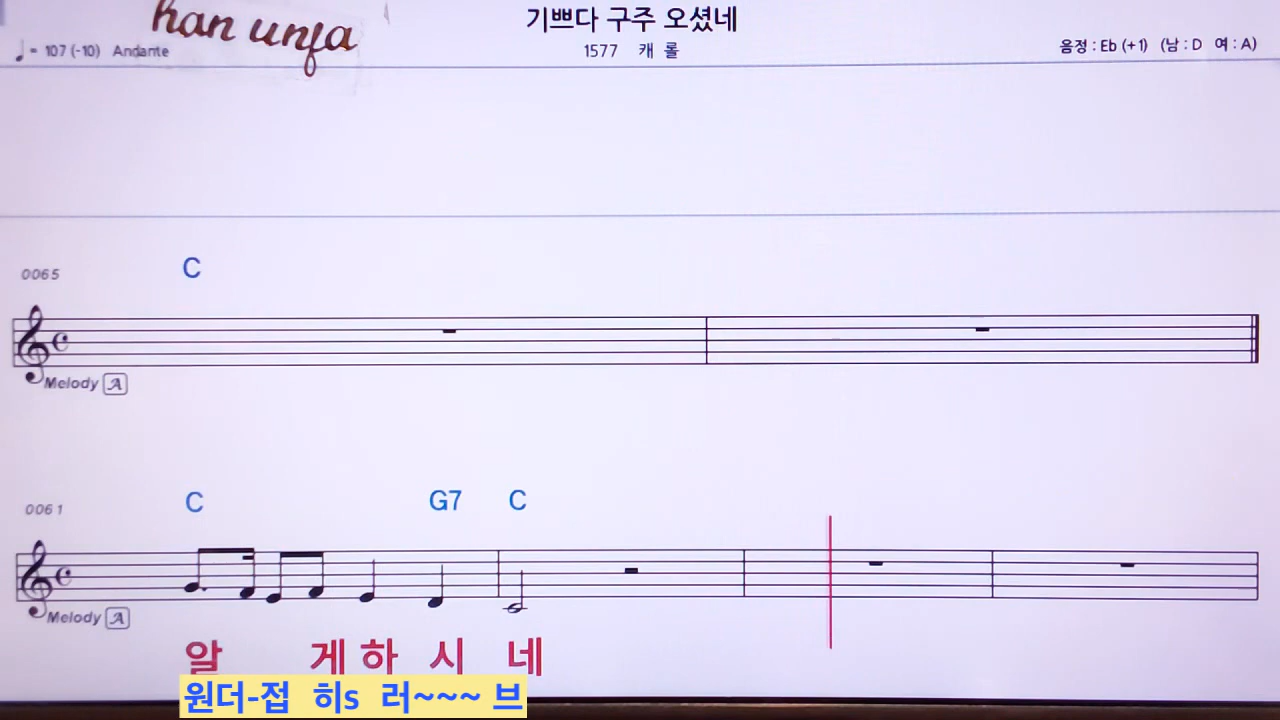 han unfa
기쁘다 구주 오셨네
♩= 107 (-10) Andante
1577 캐 롤
음정 : Eb (+1) (남 : D 여 : A)
0065 C
Melody A
0061 C G7 C
Melody A
알 게 하 시 네
원더-접 히s 러~~~ 브